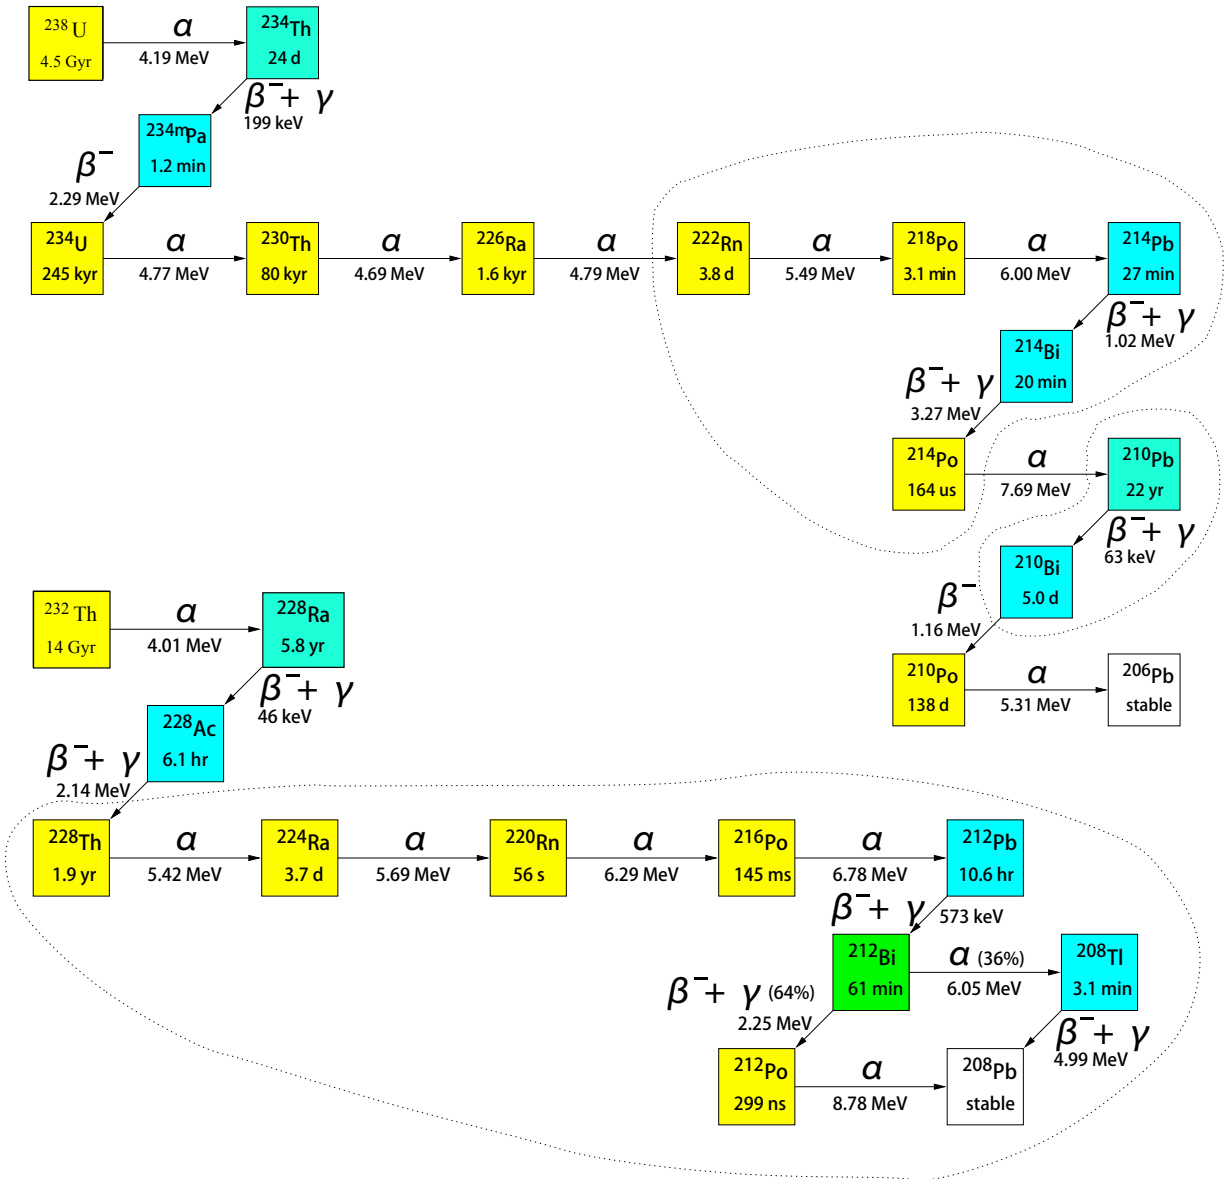 ²³⁸U α ²³⁴Th
4.5 Gyr 4.19 MeV 24 d
β⁻+ γ
199 keV
²³⁴ᵐPa
β⁻ 1.2 min
2.29 MeV
²³⁴U α ²³⁰Th α ²²⁶Ra α ²²²Rn α ²¹⁸Po α ²¹⁴Pb
245 kyr 4.77 MeV 80 kyr 4.69 MeV 1.6 kyr 4.79 MeV 3.8 d 5.49 MeV 3.1 min 6.00 MeV 27 min
β⁻+ γ
1.02 MeV
²¹⁴Bi
β⁻+ γ 20 min
3.27 MeV
²¹⁴Po α ²¹⁰Pb
164 us 7.69 MeV 22 yr
β⁻+ γ
63 keV
²¹⁰Bi
β⁻ 5.0 d
1.16 MeV
²¹⁰Po α ²⁰⁶Pb
138 d 5.31 MeV stable
²³²Th α ²²⁸Ra
14 Gyr 4.01 MeV 5.8 yr
β⁻+ γ
46 keV
²²⁸Ac
β⁻+ γ 6.1 hr
2.14 MeV
²²⁸Th α ²²⁴Ra α ²²⁰Rn α ²¹⁶Po α ²¹²Pb
1.9 yr 5.42 MeV 3.7 d 5.69 MeV 56 s 6.29 MeV 145 ms 6.78 MeV 10.6 hr
β⁻+ γ 573 keV
²¹²Bi α (36%) ²⁰⁸Tl
β⁻+ γ (64%) 61 min 6.05 MeV 3.1 min
2.25 MeV β⁻+ γ
4.99 MeV
²¹²Po α ²⁰⁸Pb
299 ns 8.78 MeV stable